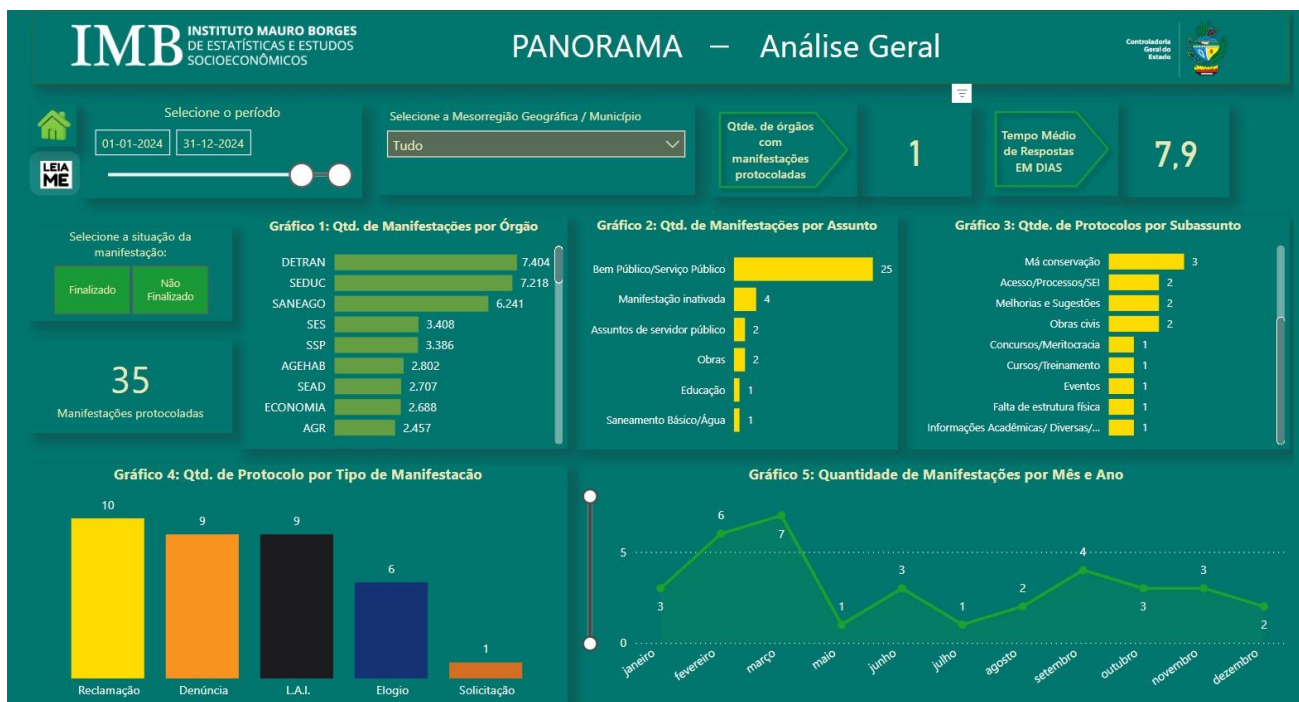 IMB
INSTITUTO MAURO BORGES
DE ESTATÍSTICAS E ESTUDOS
SOCIOECONÔMICOS
PANORAMA – Análise Geral
Controladoria
Geral do
Estado
LEIA
ME
Selecione o período
01-01-2024
31-12-2024
Selecione a Mesorregião Geográfica / Município
Tudo
Qtde. de órgãos
com
manifestações
protocoladas
1
Tempo Médio
de Respostas
EM DIAS
7,9
Selecione a situação da
manifestação:
Finalizado
Não
Finalizado
35
Manifestações protocoladas
Gráfico 1: Qtd. de Manifestações por Órgão
DETRAN 7.404
SEDUC 7.218
SANEAGO 6.241
SES 3.408
SSP 3.386
AGEHAB 2.802
SEAD 2.707
ECONOMIA 2.688
AGR 2.457
Gráfico 2: Qtd. de Manifestações por Assunto
Bem Público/Serviço Público 25
Manifestação inativada 4
Assuntos de servidor público 2
Obras 2
Educação 1
Saneamento Básico/Água 1
Gráfico 3: Qtde. de Protocolos por Subassunto
Má conservação 3
Acesso/Processos/SEI 2
Melhorias e Sugestões 2
Obras civis 2
Concursos/Meritocracia 1
Cursos/Treinamento 1
Eventos 1
Falta de estrutura física 1
Informações Acadêmicas/ Diversas/... 1
Gráfico 4: Qtd. de Protocolo por Tipo de Manifestacão
10 9 9 6 1
Reclamação Denúncia L.A.I. Elogio Solicitação
Gráfico 5: Quantidade de Manifestações por Mês e Ano
5
0
3 6 7 1 3 1 2 4 3 3 2
janeiro fevereiro março maio junho julho agosto setembro outubro novembro dezembro